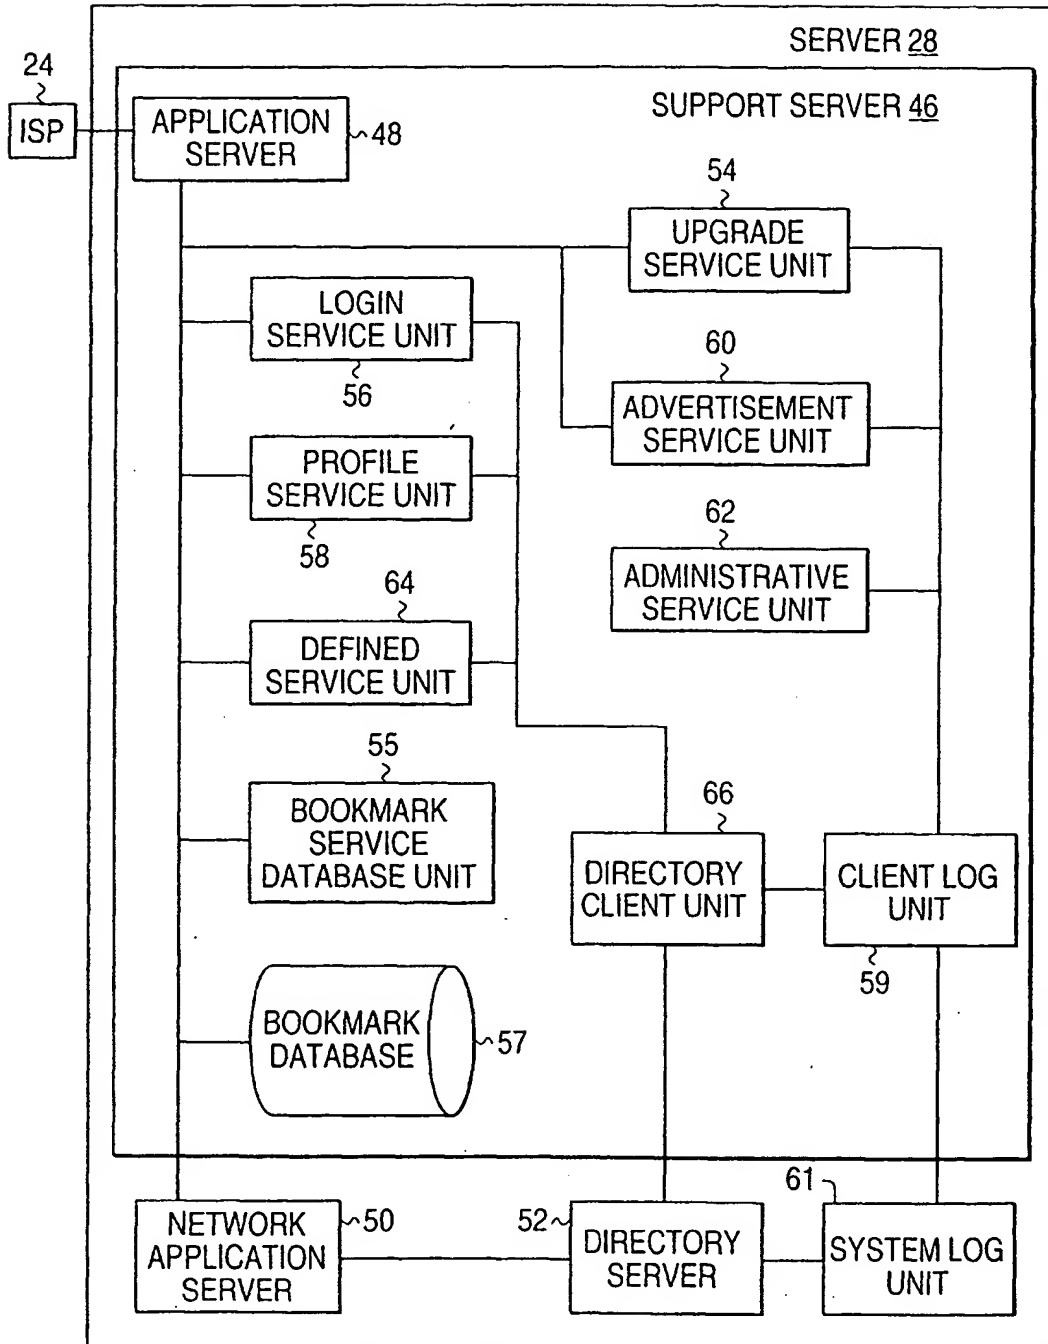 SERVER 28
24
ISP
SUPPORT SERVER 46
APPLICATION
SERVER
48
54
UPGRADE
SERVICE UNIT
LOGIN
SERVICE UNIT
56
60
ADVERTISEMENT
SERVICE UNIT
PROFILE
SERVICE UNIT
58
62
ADMINISTRATIVE
SERVICE UNIT
64
DEFINED
SERVICE UNIT
55
BOOKMARK
SERVICE
DATABASE UNIT
66
DIRECTORY
CLIENT UNIT
CLIENT LOG
UNIT
59
BOOKMARK
DATABASE
57
NETWORK
APPLICATION
SERVER
50
52
DIRECTORY
SERVER
61
SYSTEM LOG
UNIT